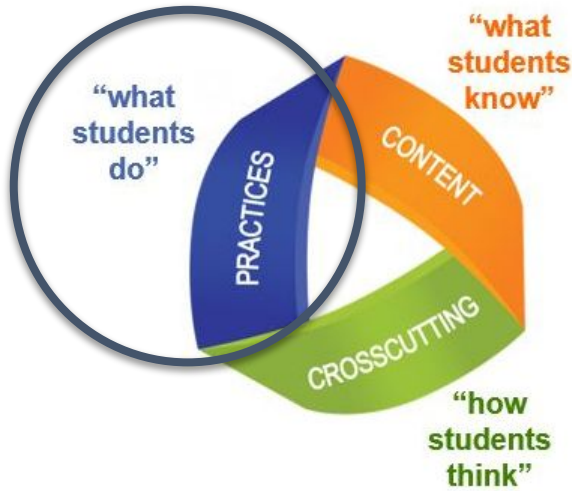 “what
students
do”
PRACTICES
“what
students
know”
CONTENT
CROSSCUTTING
“how
students
think”